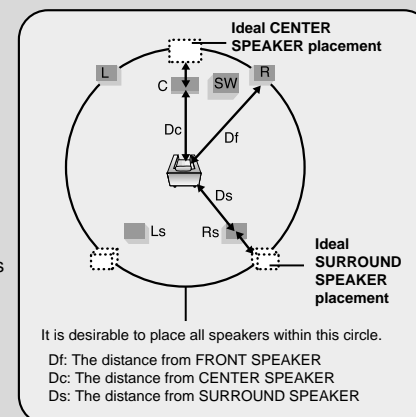 Ideal CENTER
SPEAKER placement
L
R
C
SW
Dc
Df
Ds
Ls
Rs
Ideal
SURROUND
SPEAKER
placement
s
It is desirable to place all speakers within this circle.
Df: The distance from FRONT SPEAKER
Dc: The distance from CENTER SPEAKER
Ds: The distance from SURROUND SPEAKER